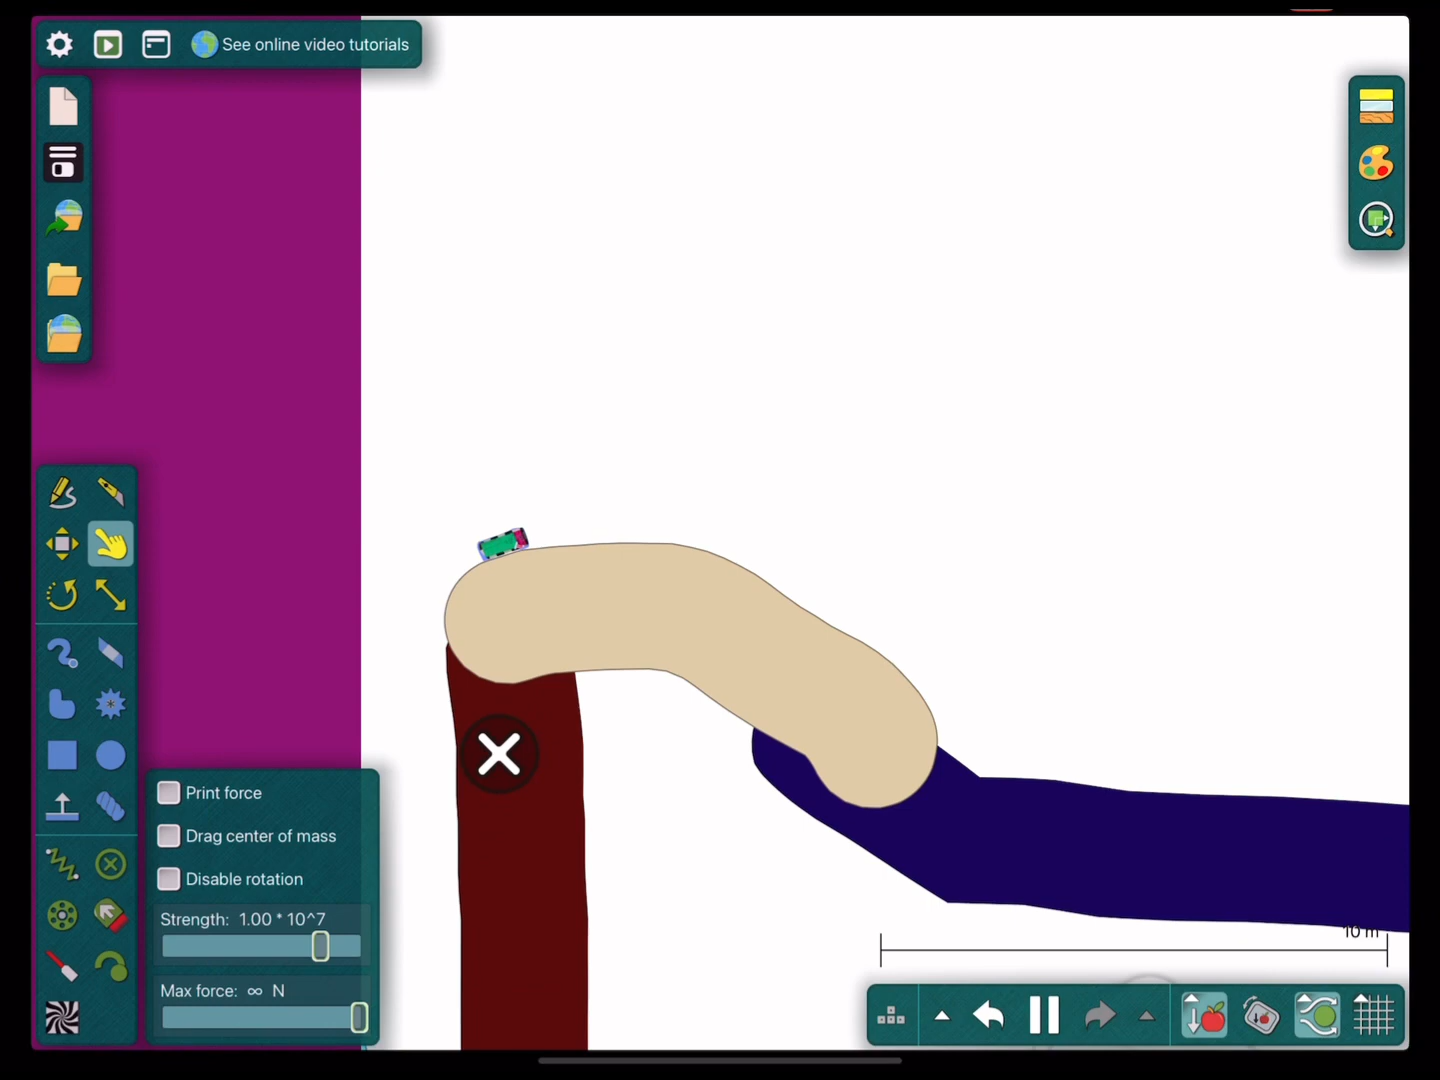 See online video tutorials
Print force
Drag center of mass
Disable rotation
Strength: 1.00 * 10^7
Max force: ∞ N
10 m